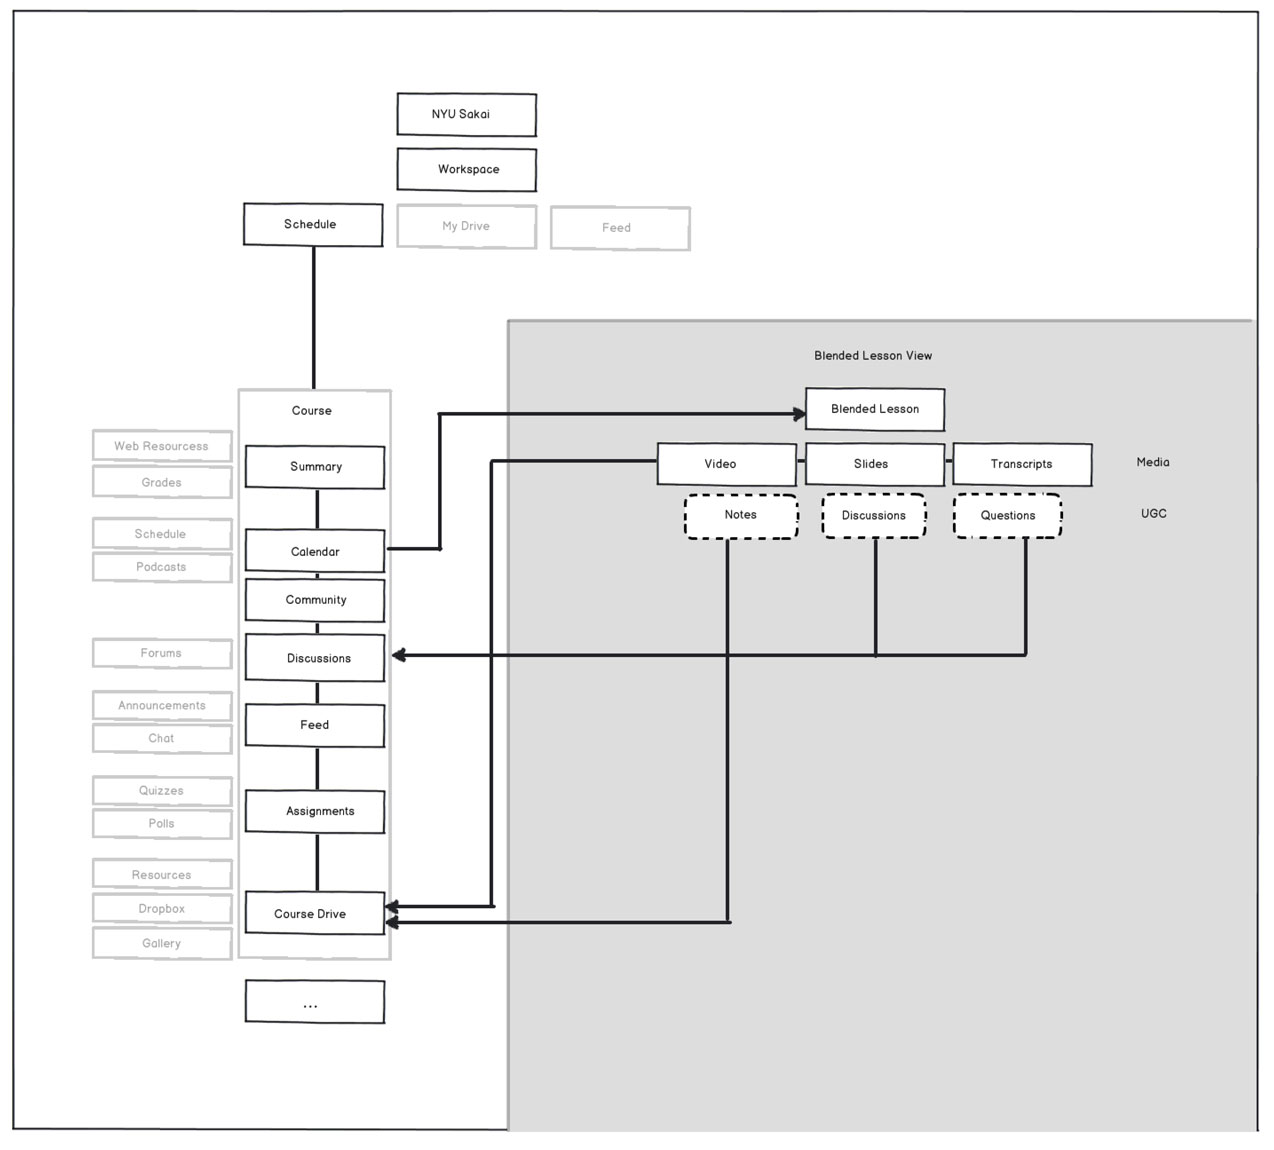 NYU Sakai
Workspace
Schedule
My Drive
Feed
Blended Lesson View
Course
Blended Lesson
Web Resourcess
Summary
Video
Slides
Transcripts
Media
Grades
Notes
Discussions
Questions
UGC
Schedule
Calendar
Podcasts
Community
Forums
Discussions
Announcements
Feed
Chat
Quizzes
Assignments
Polls
Resources
Dropbox
Course Drive
Gallery
...